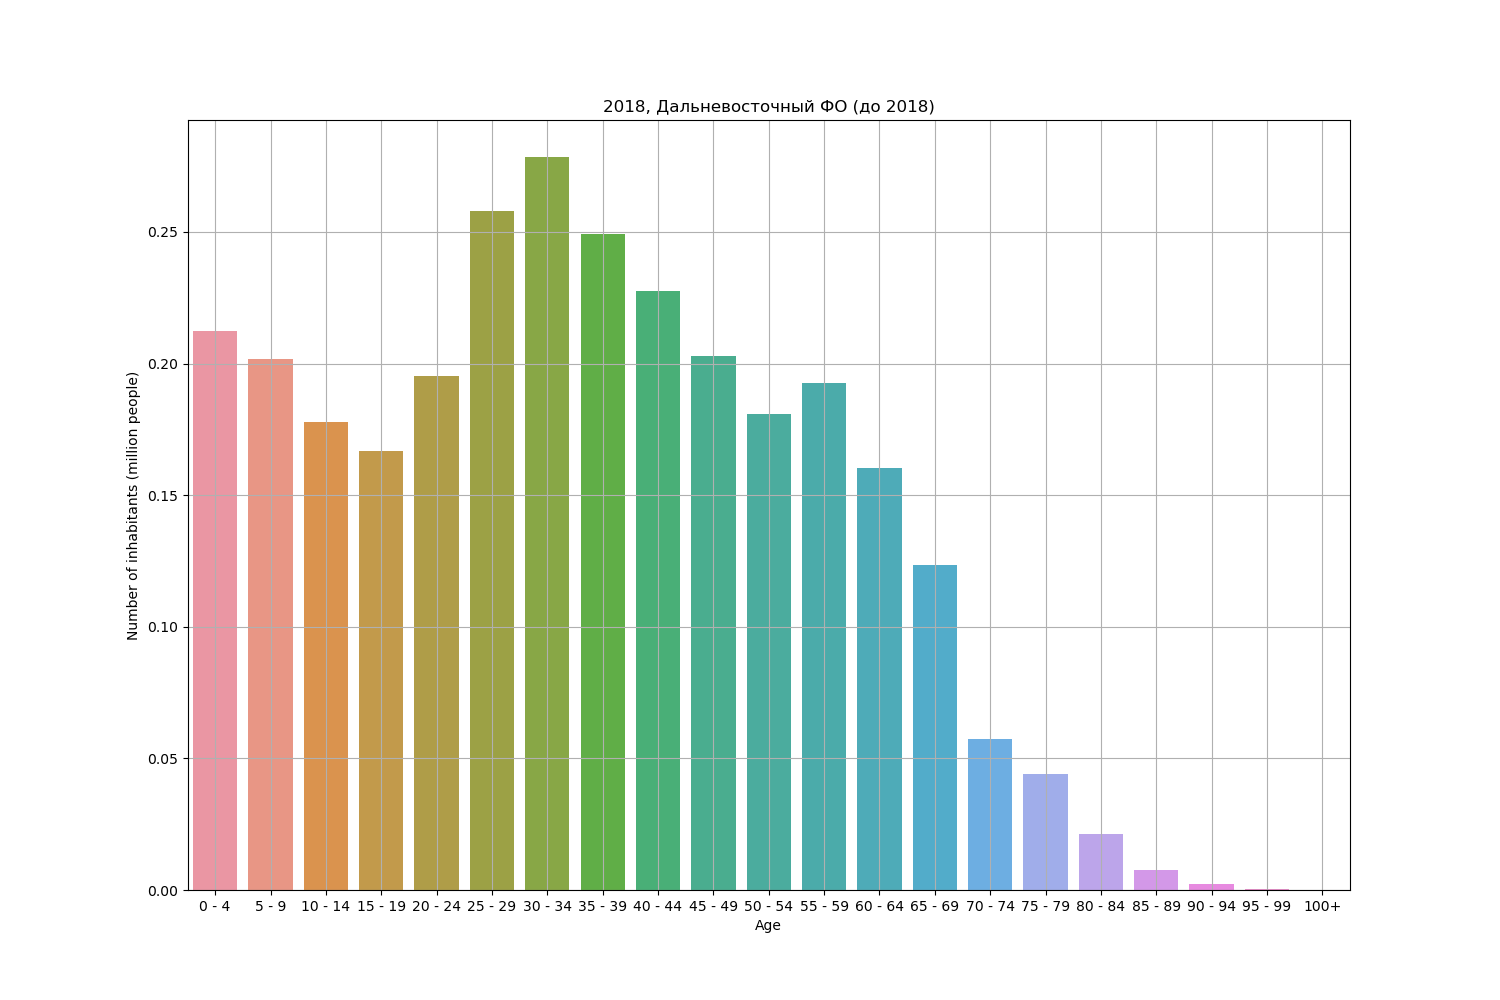 2018, Дальневосточный ФО (до 2018)
Number of inhabitants (million people)
0.25
0.20
0.15
0.10
0.05
0.00
0 - 4 5 - 9 10 - 14 15 - 19 20 - 24 25 - 29 30 - 34 35 - 39 40 - 44 45 - 49 50 - 54 55 - 59 60 - 64 65 - 69 70 - 74 75 - 79 80 - 84 85 - 89 90 - 94 95 - 99 100+
Age